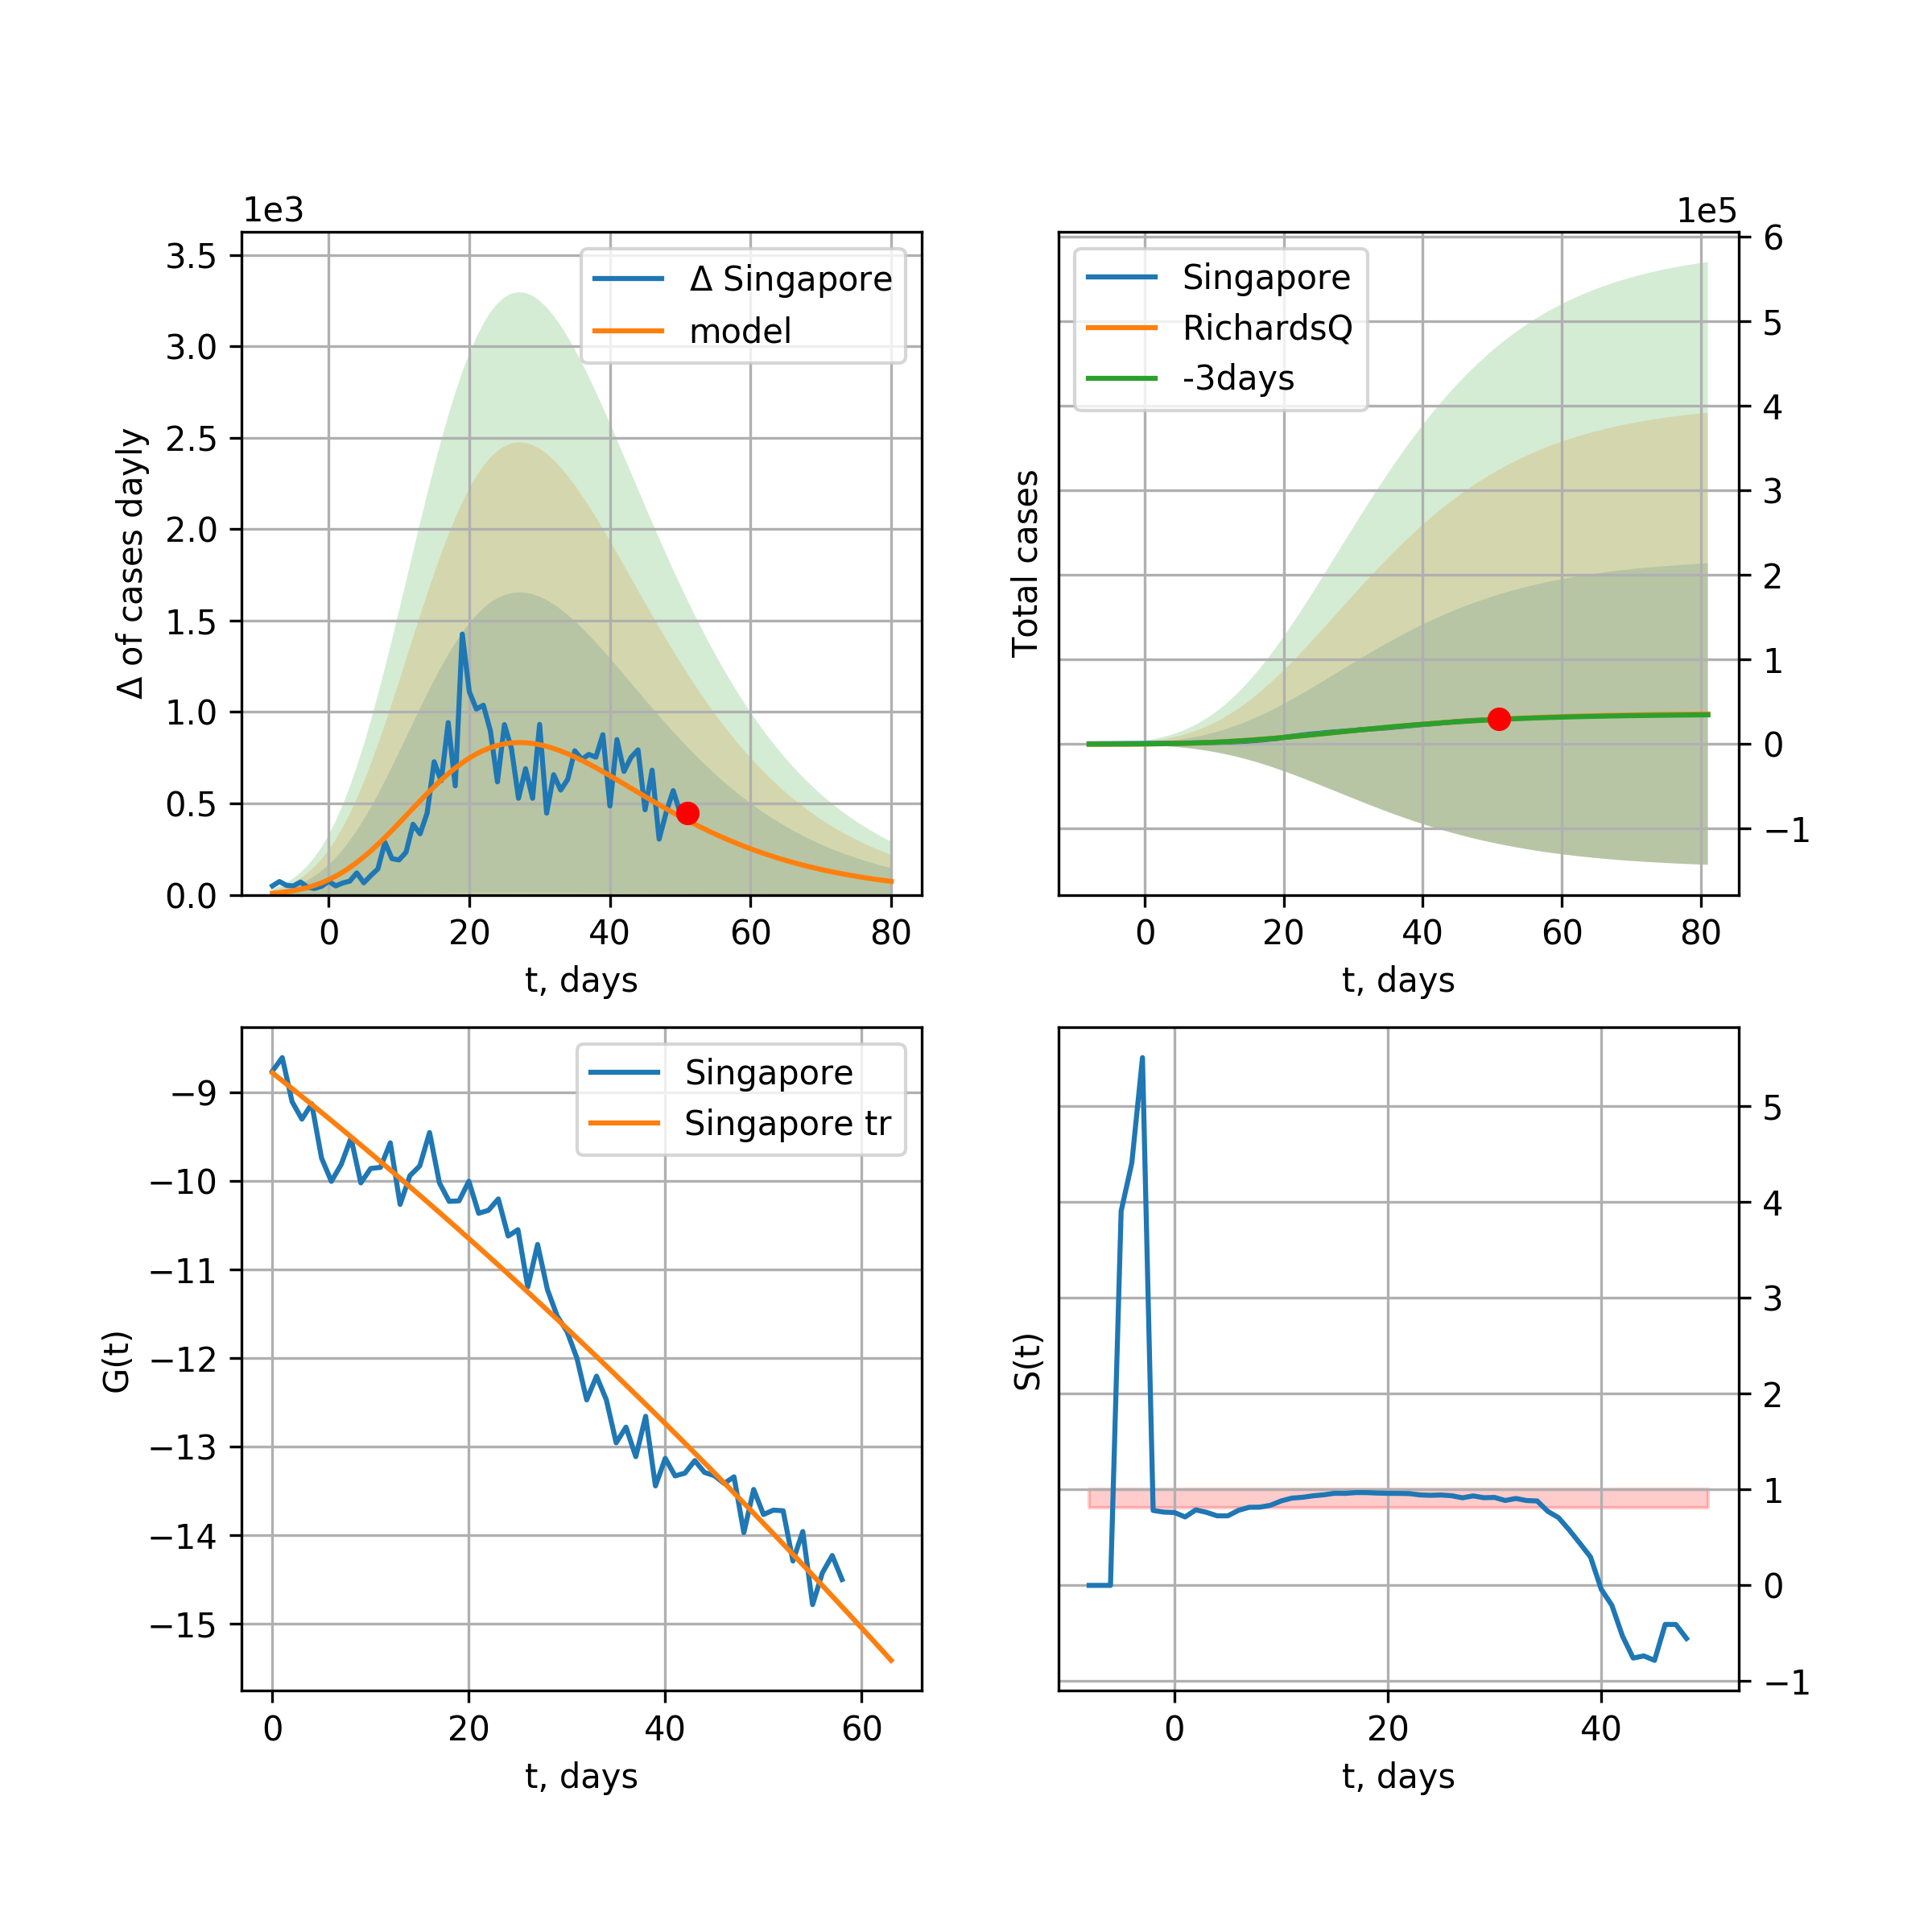 1e3
3.5
3.0
2.5
2.0
1.5
1.0
0.5
0.0
Δ of cases dayly
Δ Singapore
model
0 20 40 60 80
t, days
1e5
6
5
4
3
2
1
0
−1
Total cases
Singapore
RichardsQ
-3days
0 20 40 60 80
t, days
−9
−10
−11
−12
−13
−14
−15
G(t)
Singapore
Singapore tr
0 20 40 60
t, days
5
4
3
2
1
0
−1
S(t)
0 20 40
t, days